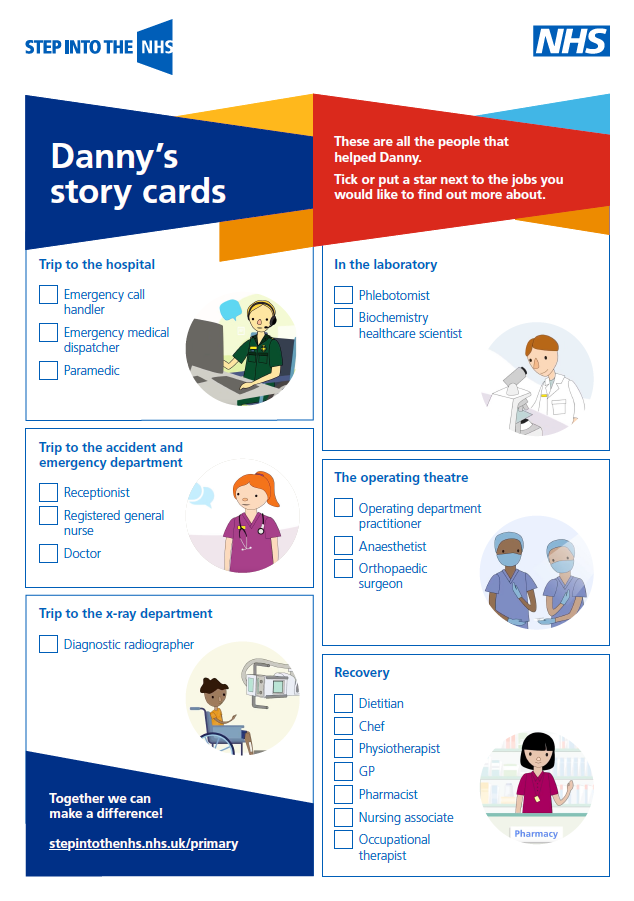 STEP INTO THE NHS
NHS
Danny's
story cards
These are all the people that
helped Danny.
Tick or put a star next to the jobs you
would like to find out more about.
Trip to the hospital
Emergency call
handler
Emergency medical
dispatcher
Paramedic
Trip to the accident and
emergency department
Receptionist
Registered general
nurse
Doctor
Trip to the x-ray department
Diagnostic radiographer
Together we can
make a difference!
stepintothenhs.nhs.uk/primary
In the laboratory
Phlebotomist
Biochemistry
healthcare scientist
The operating theatre
Operating department
practitioner
Anaesthetist
Orthopaedic
surgeon
Recovery
Dietitian
Chef
Physiotherapist
GP
Pharmacist
Nursing associate
Occupational
therapist
Pharmacy